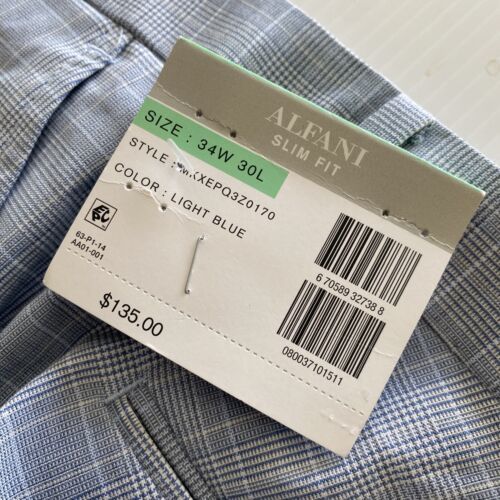 ALFANI
SLIM FIT
SIZE : 34W 30L
STYLE : MKXEPQ3Z0170
COLOR : LIGHT BLUE
63-P1-14
AA01-001
6 70589 32738 8
080037101511
$135.00